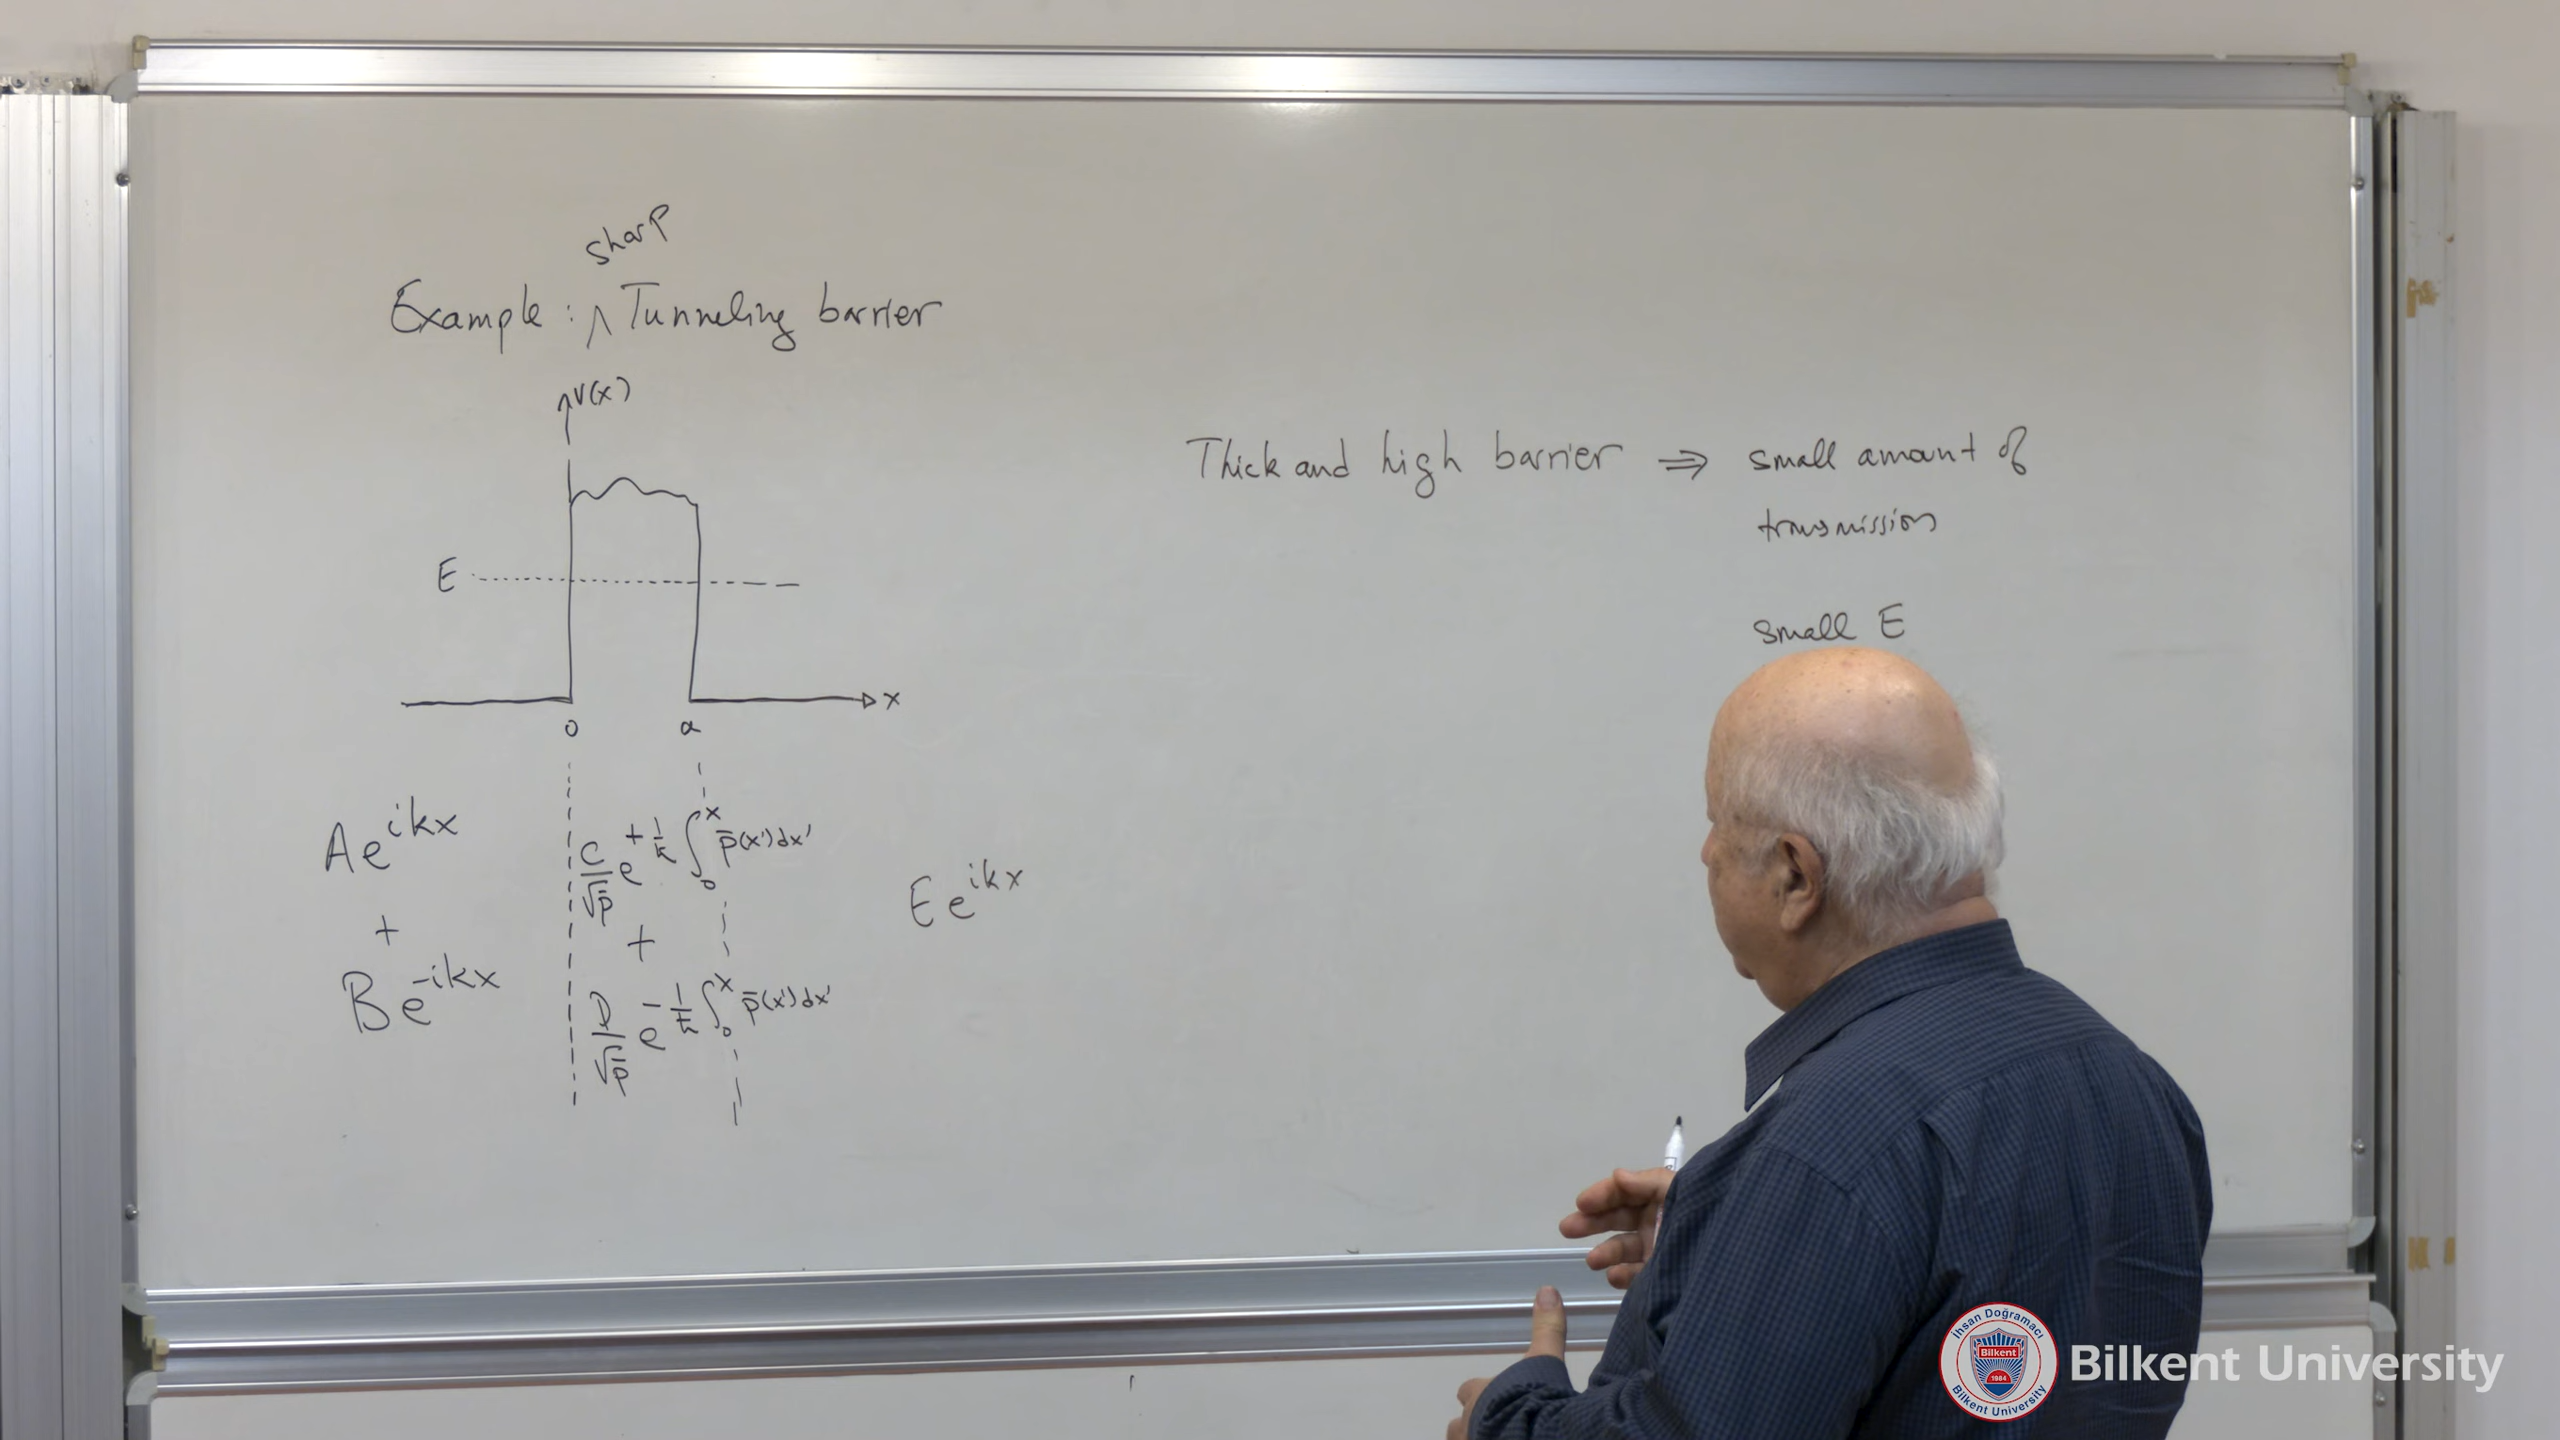 sharp
Example : ∧ Tunneling barrier
V(x)
E
x
0 a
Thick and high barrier ⇒ small amount of
transmission
small E
Ae^{ikx}
+
Be^{-ikx}
C/√p̄ e^{+1/ħ ∫_0^x p̄(x')dx'}
+
D/√p̄ e^{-1/ħ ∫_0^x p̄(x')dx'}
E e^{ikx}
İhsan Doğramacı
Bilkent
1984
Bilkent University
Bilkent University